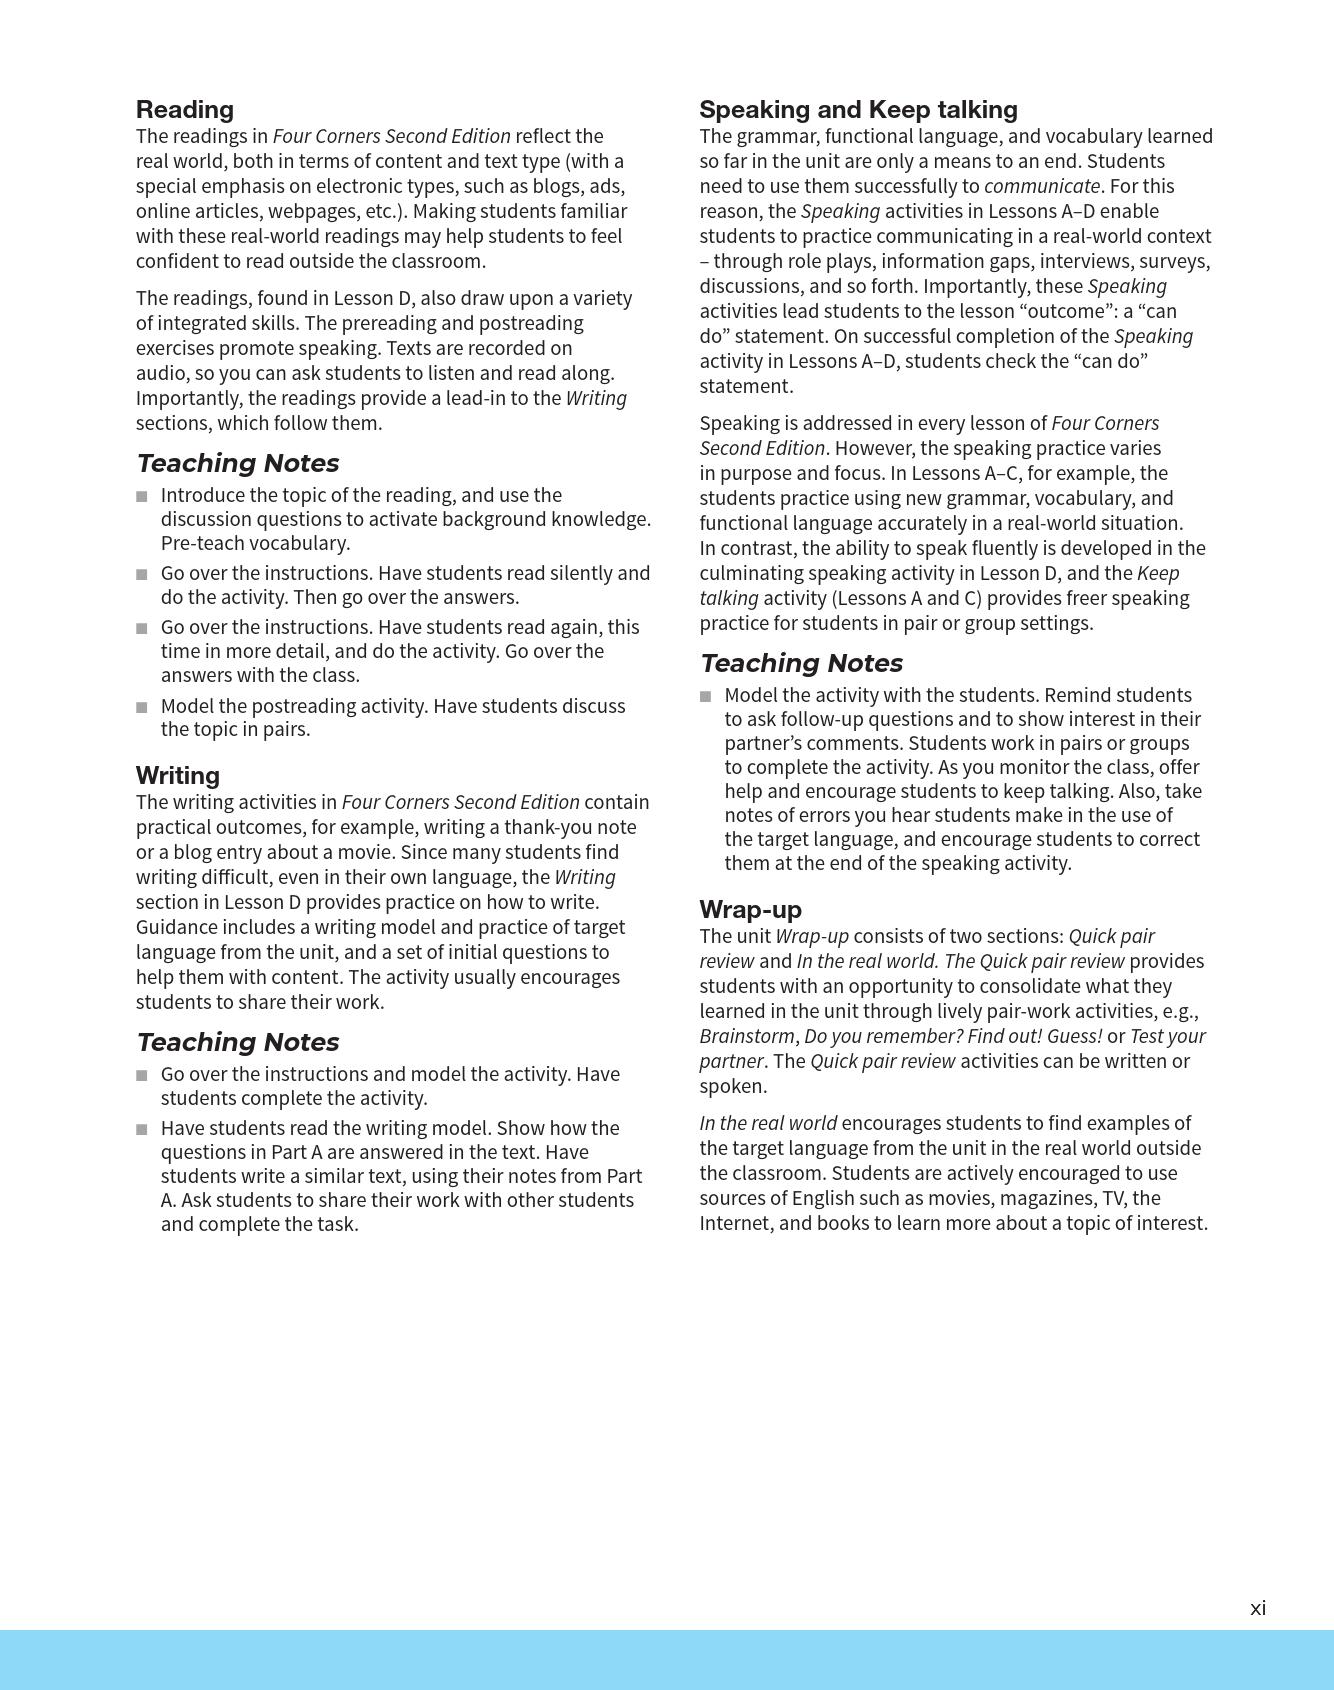 Reading
The readings in Four Corners Second Edition reflect the
real world, both in terms of content and text type (with a
special emphasis on electronic types, such as blogs, ads,
online articles, webpages, etc.). Making students familiar
with these real-world readings may help students to feel
confident to read outside the classroom.
The readings, found in Lesson D, also draw upon a variety
of integrated skills. The prereading and postreading
exercises promote speaking. Texts are recorded on
audio, so you can ask students to listen and read along.
Importantly, the readings provide a lead-in to the Writing
sections, which follow them.
Teaching Notes
■ Introduce the topic of the reading, and use the
discussion questions to activate background knowledge.
Pre-teach vocabulary.
■ Go over the instructions. Have students read silently and
do the activity. Then go over the answers.
■ Go over the instructions. Have students read again, this
time in more detail, and do the activity. Go over the
answers with the class.
■ Model the postreading activity. Have students discuss
the topic in pairs.
Writing
The writing activities in Four Corners Second Edition contain
practical outcomes, for example, writing a thank-you note
or a blog entry about a movie. Since many students find
writing difficult, even in their own language, the Writing
section in Lesson D provides practice on how to write.
Guidance includes a writing model and practice of target
language from the unit, and a set of initial questions to
help them with content. The activity usually encourages
students to share their work.
Teaching Notes
■ Go over the instructions and model the activity. Have
students complete the activity.
■ Have students read the writing model. Show how the
questions in Part A are answered in the text. Have
students write a similar text, using their notes from Part
A. Ask students to share their work with other students
and complete the task.
Speaking and Keep talking
The grammar, functional language, and vocabulary learned
so far in the unit are only a means to an end. Students
need to use them successfully to communicate. For this
reason, the Speaking activities in Lessons A–D enable
students to practice communicating in a real-world context
– through role plays, information gaps, interviews, surveys,
discussions, and so forth. Importantly, these Speaking
activities lead students to the lesson “outcome”: a “can
do” statement. On successful completion of the Speaking
activity in Lessons A–D, students check the “can do”
statement.
Speaking is addressed in every lesson of Four Corners
Second Edition. However, the speaking practice varies
in purpose and focus. In Lessons A–C, for example, the
students practice using new grammar, vocabulary, and
functional language accurately in a real-world situation.
In contrast, the ability to speak fluently is developed in the
culminating speaking activity in Lesson D, and the Keep
talking activity (Lessons A and C) provides freer speaking
practice for students in pair or group settings.
Teaching Notes
■ Model the activity with the students. Remind students
to ask follow-up questions and to show interest in their
partner’s comments. Students work in pairs or groups
to complete the activity. As you monitor the class, offer
help and encourage students to keep talking. Also, take
notes of errors you hear students make in the use of
the target language, and encourage students to correct
them at the end of the speaking activity.
Wrap-up
The unit Wrap-up consists of two sections: Quick pair
review and In the real world. The Quick pair review provides
students with an opportunity to consolidate what they
learned in the unit through lively pair-work activities, e.g.,
Brainstorm, Do you remember? Find out! Guess! or Test your
partner. The Quick pair review activities can be written or
spoken.
In the real world encourages students to find examples of
the target language from the unit in the real world outside
the classroom. Students are actively encouraged to use
sources of English such as movies, magazines, TV, the
Internet, and books to learn more about a topic of interest.
xi